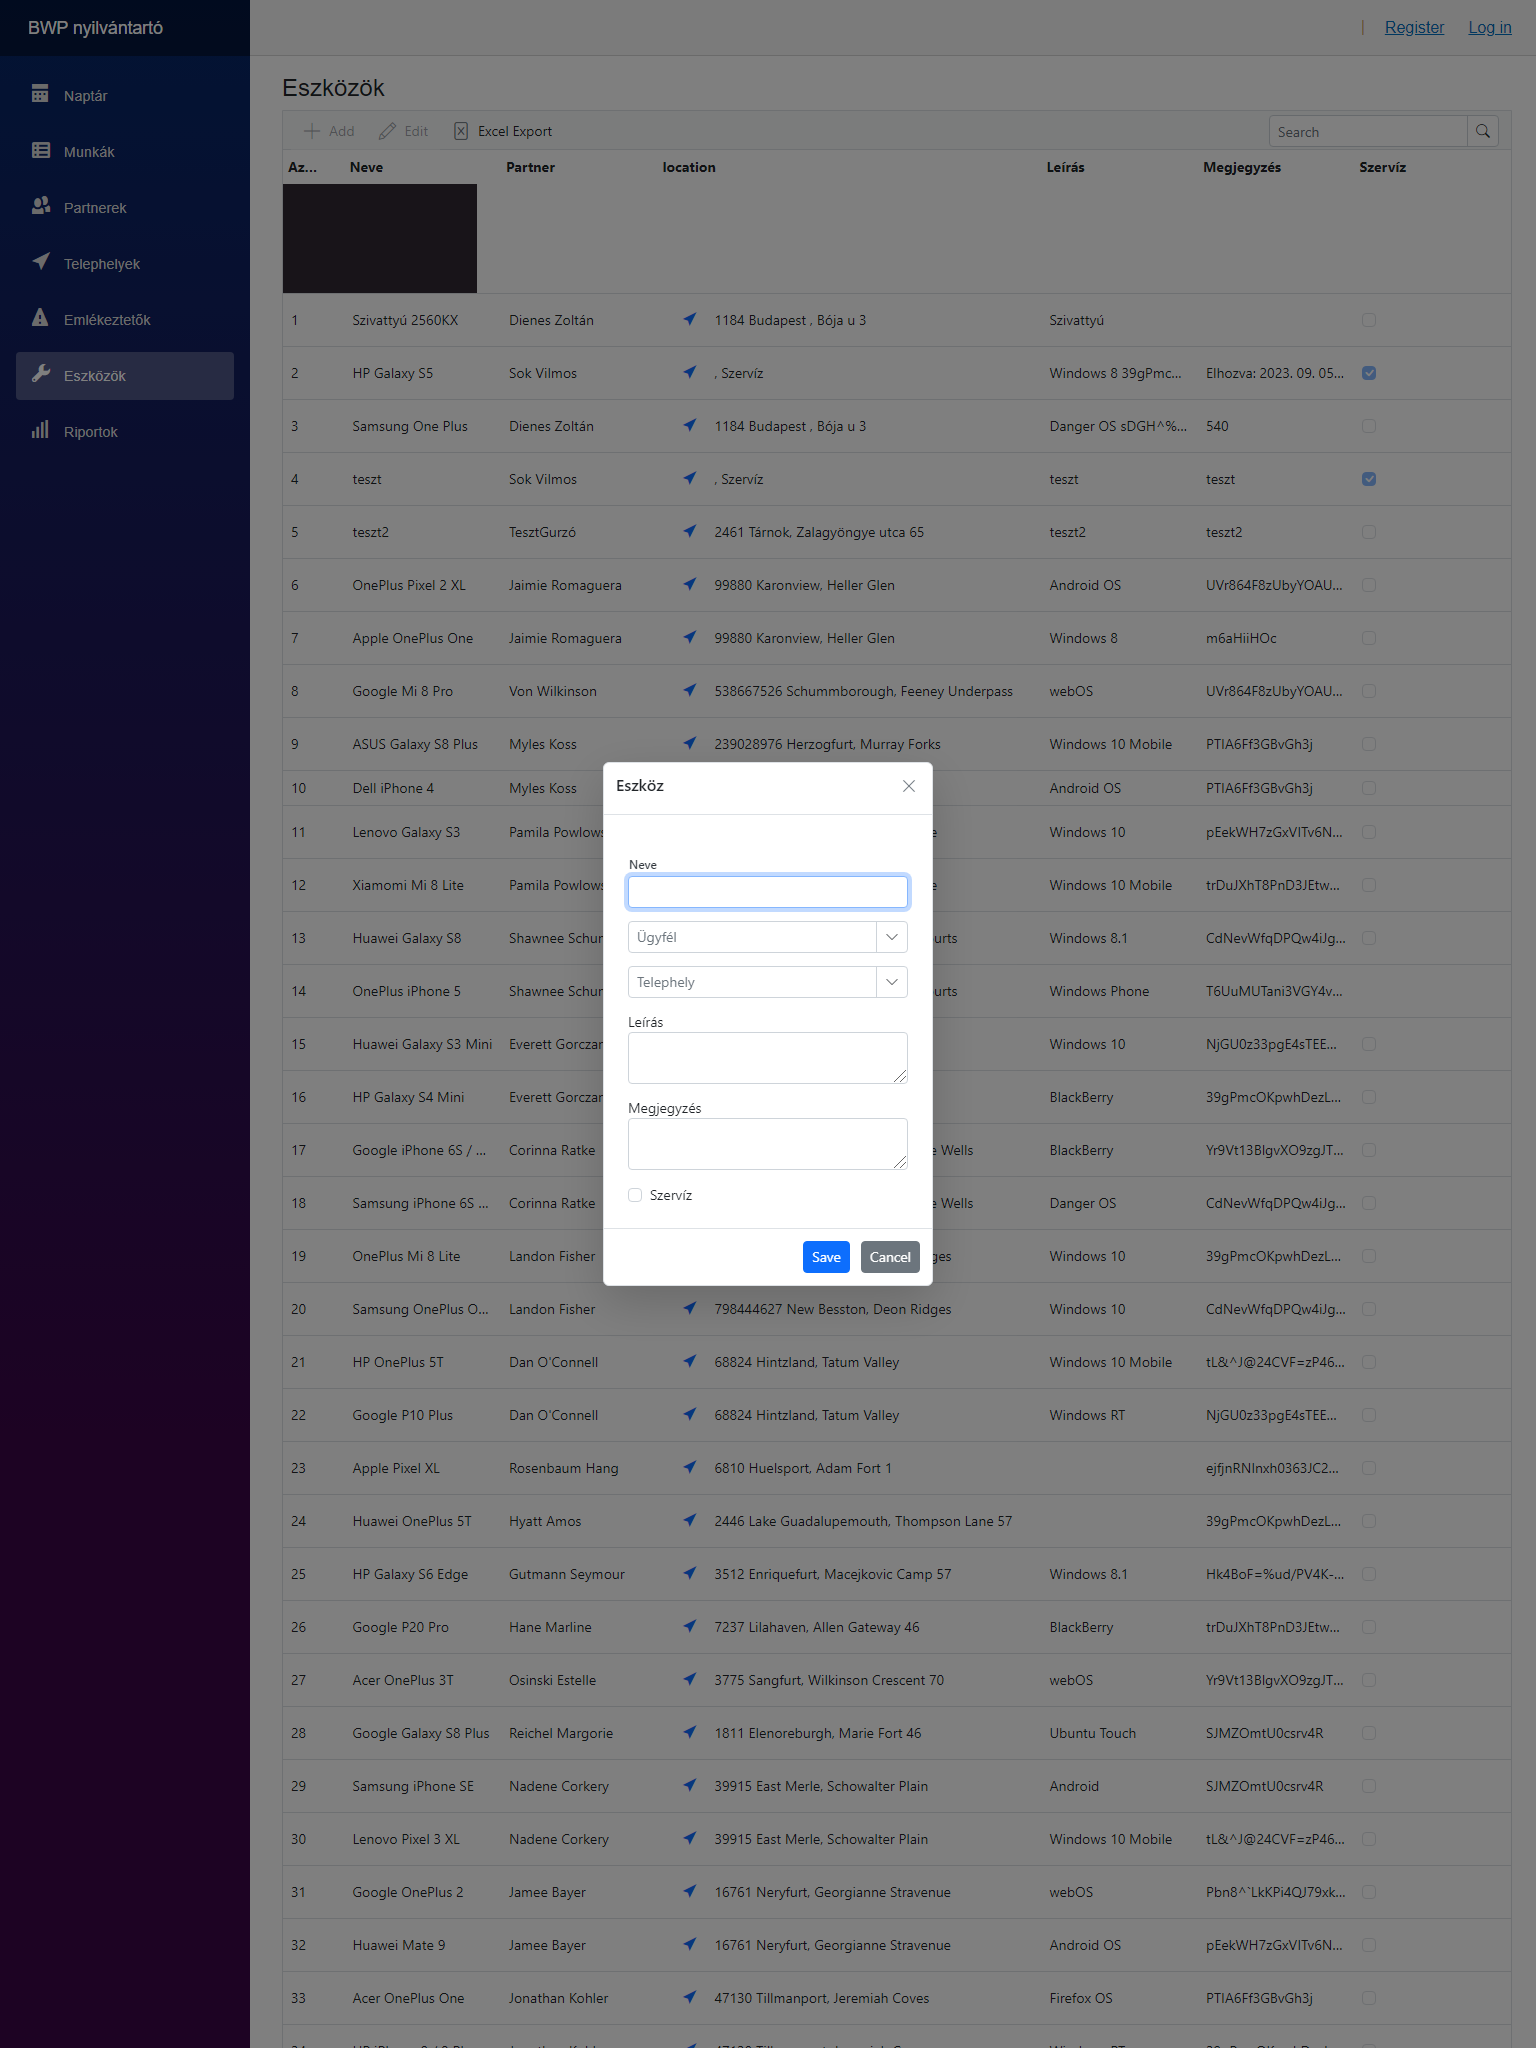 BWP nyilvántartó
Register Log in
Naptár
Munkák
Partnerek
Telephelyek
Emlékeztetők
Eszközök
Riportok
Eszközök
Add Edit Excel Export Search
Az... Neve Partner location Leírás Megjegyzés Szervíz
1 Szivattyú 2560KX Dienes Zoltán 1184 Budapest , Bója u 3 Szivattyú
2 HP Galaxy S5 Sok Vilmos , Szervíz Windows 8 39gPmc... Elhozva: 2023. 09. 05...
3 Samsung One Plus Dienes Zoltán 1184 Budapest , Bója u 3 Danger OS sDGH^%... 540
4 teszt Sok Vilmos , Szervíz teszt teszt
5 teszt2 TesztGurzó 2461 Tárnok, Zalagyöngye utca 65 teszt2 teszt2
6 OnePlus Pixel 2 XL Jaimie Romaguera 99880 Karonview, Heller Glen Android OS UVr864F8zUbyYOAU...
7 Apple OnePlus One Jaimie Romaguera 99880 Karonview, Heller Glen Windows 8 m6aHiiHOc
8 Google Mi 8 Pro Von Wilkinson 538667526 Schummborough, Feeney Underpass webOS UVr864F8zUbyYOAU...
9 ASUS Galaxy S8 Plus Myles Koss 239028976 Herzogfurt, Murray Forks Windows 10 Mobile PTIA6Ff3GBvGh3j
10 Dell iPhone 4 Myles Koss Android OS PTIA6Ff3GBvGh3j
11 Lenovo Galaxy S3 Pamila Powlows Windows 10 pEekWH7zGxVITv6N...
12 Xiamomi Mi 8 Lite Pamila Powlows Windows 10 Mobile trDuJXhT8PnD3JEtw...
13 Huawei Galaxy S8 Shawnee Schur urts Windows 8.1 CdNevWfqDPQw4iJg...
14 OnePlus iPhone 5 Shawnee Schur urts Windows Phone T6UuMUTani3VGY4v...
15 Huawei Galaxy S3 Mini Everett Gorczar Windows 10 NjGU0z33pgE4sTEE...
16 HP Galaxy S4 Mini Everett Gorczar BlackBerry 39gPmcOKpwhDezL...
17 Google iPhone 6S / ... Corinna Ratke e Wells BlackBerry Yr9Vt13BIgvXO9zgJT...
18 Samsung iPhone 6S ... Corinna Ratke e Wells Danger OS CdNevWfqDPQw4iJg...
19 OnePlus Mi 8 Lite Landon Fisher ges Windows 10 39gPmcOKpwhDezL...
20 Samsung OnePlus O... Landon Fisher 798444627 New Besston, Deon Ridges Windows 10 CdNevWfqDPQw4iJg...
21 HP OnePlus 5T Dan O'Connell 68824 Hintzland, Tatum Valley Windows 10 Mobile tL&^J@24CVF=zP46...
22 Google P10 Plus Dan O'Connell 68824 Hintzland, Tatum Valley Windows RT NjGU0z33pgE4sTEE...
23 Apple Pixel XL Rosenbaum Hang 6810 Huelsport, Adam Fort 1 ejfjnRNInxh0363JC2...
24 Huawei OnePlus 5T Hyatt Amos 2446 Lake Guadalupemouth, Thompson Lane 57 39gPmcOKpwhDezL...
25 HP Galaxy S6 Edge Gutmann Seymour 3512 Enriquefurt, Macejkovic Camp 57 Windows 8.1 Hk4BoF=%ud/PV4K-...
26 Google P20 Pro Hane Marline 7237 Lilahaven, Allen Gateway 46 BlackBerry trDuJXhT8PnD3JEtw...
27 Acer OnePlus 3T Osinski Estelle 3775 Sangfurt, Wilkinson Crescent 70 webOS Yr9Vt13BIgvXO9zgJT...
28 Google Galaxy S8 Plus Reichel Margorie 1811 Elenoreburgh, Marie Fort 46 Ubuntu Touch SJMZOmtU0csrv4R
29 Samsung iPhone SE Nadene Corkery 39915 East Merle, Schowalter Plain Android SJMZOmtU0csrv4R
30 Lenovo Pixel 3 XL Nadene Corkery 39915 East Merle, Schowalter Plain Windows 10 Mobile tL&^J@24CVF=zP46...
31 Google OnePlus 2 Jamee Bayer 16761 Neryfurt, Georgianne Stravenue webOS Pbn8^`LkKPi4QJ79xk...
32 Huawei Mate 9 Jamee Bayer 16761 Neryfurt, Georgianne Stravenue Android OS pEekWH7zGxVITv6N...
33 Acer OnePlus One Jonathan Kohler 47130 Tillmanport, Jeremiah Coves Firefox OS PTIA6Ff3GBvGh3j
Eszköz
Neve
Ügyfél
Telephely
Leírás
Megjegyzés
Szervíz
Save Cancel